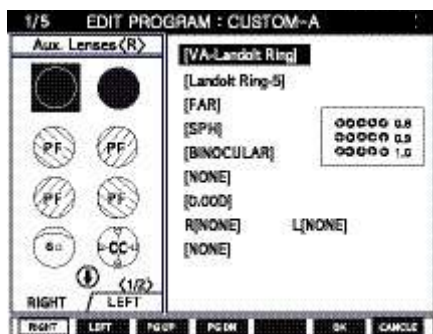 1/5 EDIT PROGRAM : CUSTOM-A
Aux. Lenses(R)
[VA-Landolt Ring]
[Landolt Ring-5]
[FAR]
[SPH]
[BINOCULAR]
[NONE]
[0.00D]
R[NONE] L[NONE]
[NONE]
0.8
0.9
1.0
PF PF
PF PF
6△ CC
(1/2)
RIGHT / LEFT
RIGHT LEFT PG UP PG DN OK CANCLE